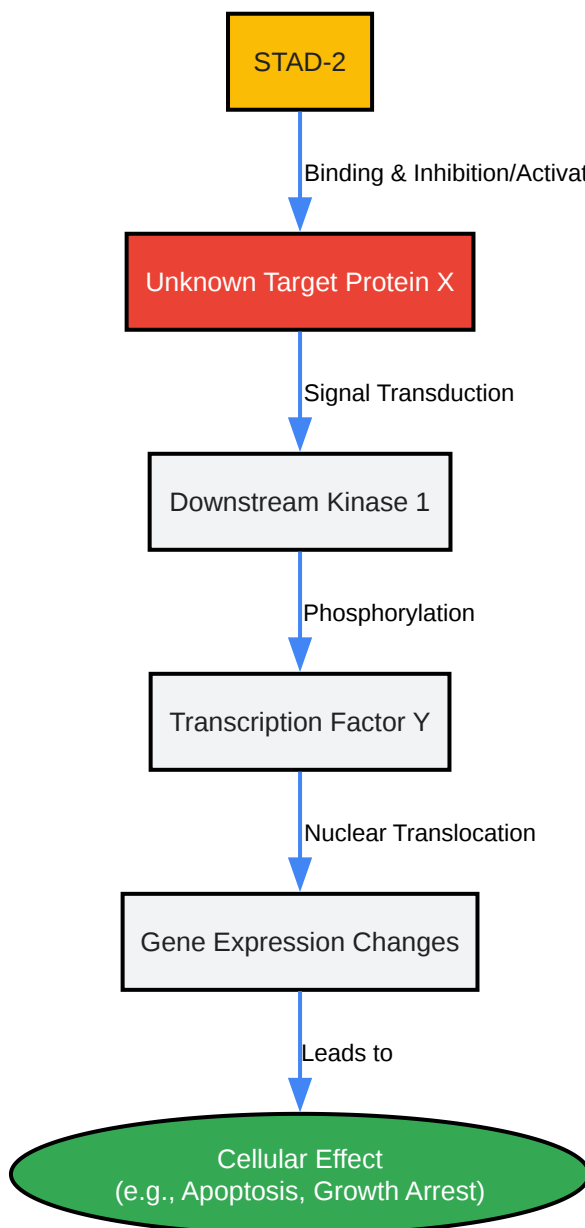 STAD-2
Binding & Inhibition/Activat
Unknown Target Protein X
Signal Transduction
Downstream Kinase 1
Phosphorylation
Transcription Factor Y
Nuclear Translocation
Gene Expression Changes
Leads to
Cellular Effect
(e.g., Apoptosis, Growth Arrest)